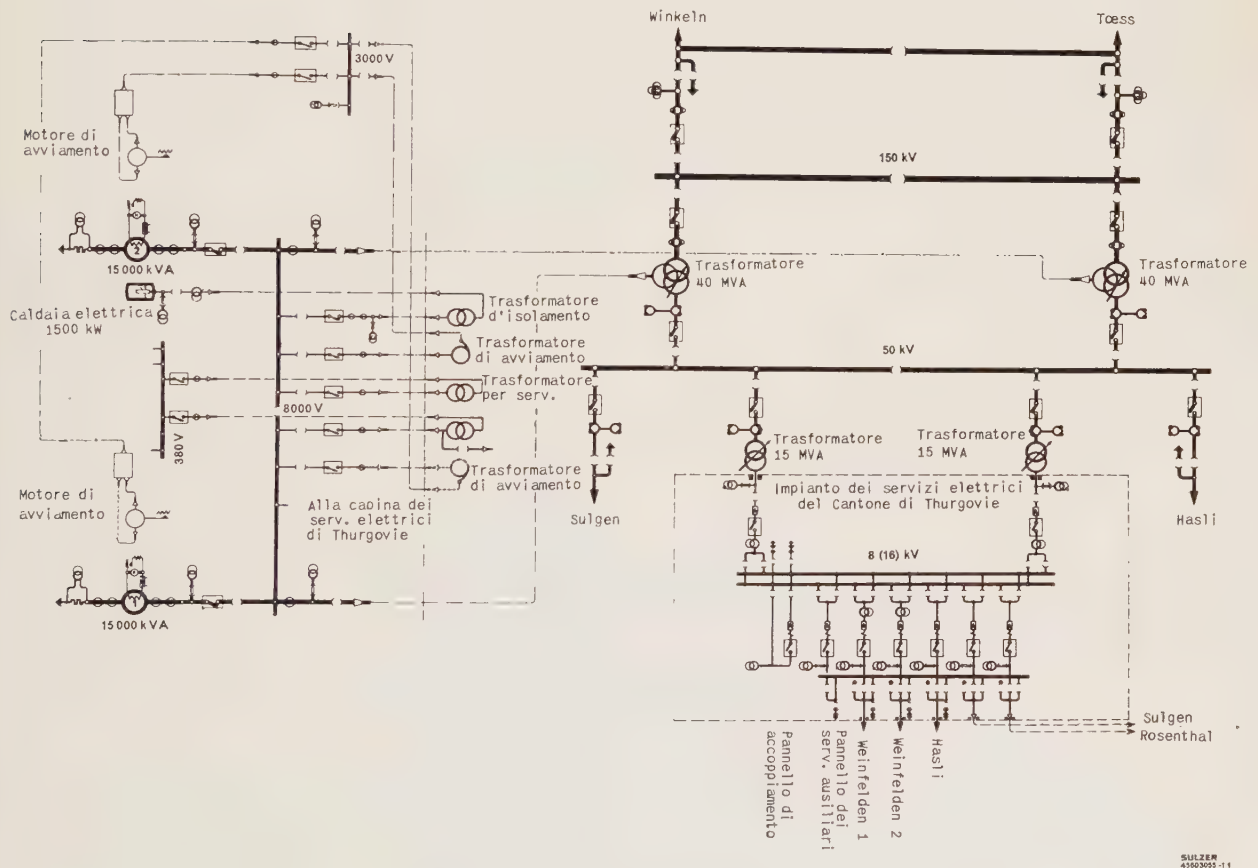 Winkeln
Tœss
3000 V
Motore di
avviamento
150 kV
2
15 000 kVA
Trasformatore
40 MVA
Trasformatore
40 MVA
Caldaia elettrica
1500 kW
Trasformatore
d'isolamento
Trasformatore
di avviamento
50 kV
Trasformatore
per serv.
8000 V
380 V
Trasformatore
15 MVA
Trasformatore
15 MVA
Trasformatore
di avviamento
Motore di
avviamento
Alla cabina dei
serv. elettrici
di Thurgovie
Sulgen
Impianto dei servizi elettrici
del Cantone di Thurgovie
Hasli
8 (16) kV
1
15 000 kVA
Sulgen
Rosenthal
Pannello di
accoppiamento
Pannello dei
serv. ausiliari
Weinfelden 1
Weinfelden 2
Hasli
SULZER